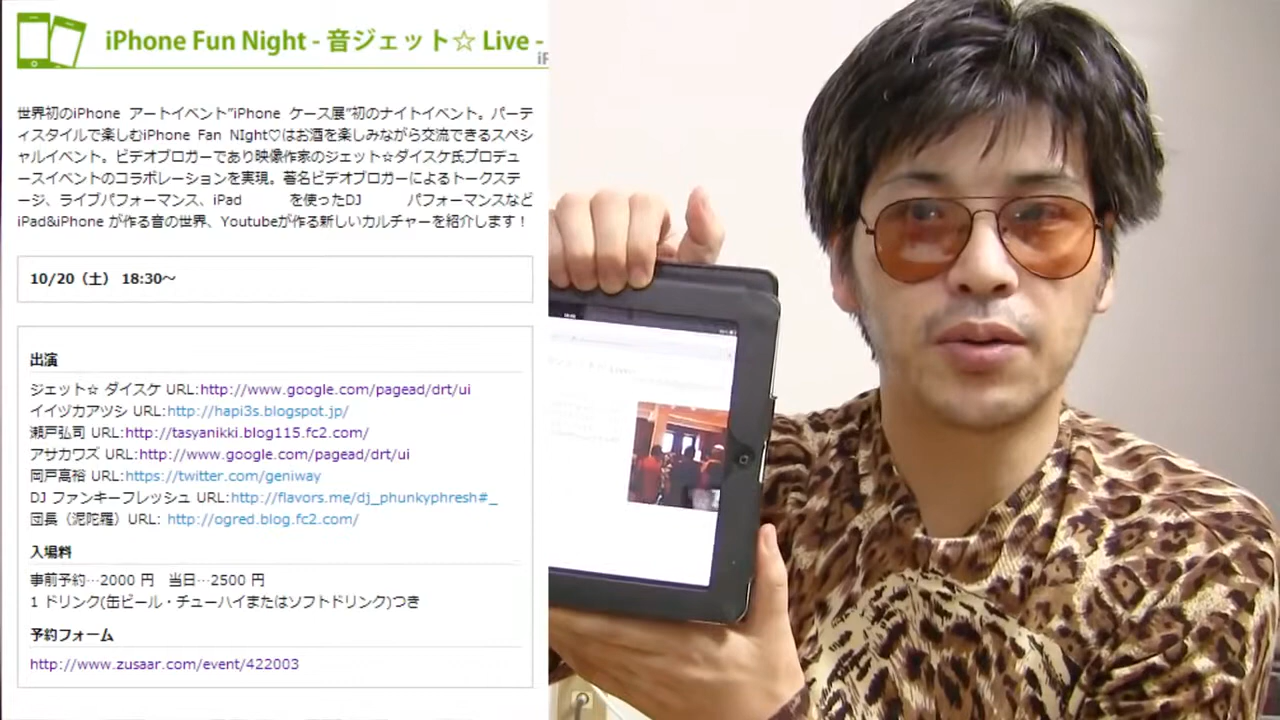 iPhone Fun Night - 音ジェット☆ Live -
iF
世界初のiPhone アートイベント"iPhone ケース展"初のナイトイベント。パーテ
ィスタイルで楽しむiPhone Fan NIght♡はお酒を楽しみながら交流できるスペシ
ャルイベント。ビデオブロガーであり映像作家のジェット☆ダイスケ氏プロデュ
ースイベントのコラボレーションを実現。著名ビデオブロガーによるトークステ
ージ、ライブパフォーマンス、iPad を使ったDJ パフォーマンスなど
iPad&iPhone が作る音の世界、Youtubeが作る新しいカルチャーを紹介します！
10/20（土） 18:30～
出演
ジェット☆ ダイスケ URL:http://www.google.com/pagead/drt/ui
イイヅカアツシ URL:http://hapi3s.blogspot.jp/
瀬戸弘司 URL:http://tasyanikki.blog115.fc2.com/
アサカワズ URL:http://www.google.com/pagead/drt/ui
岡戸高裕 URL:https://twitter.com/geniway
DJ ファンキーフレッシュ URL:http://flavors.me/dj_phunkyphresh#_
団長（泥陀羅）URL: http://ogred.blog.fc2.com/
入場料
事前予約…2000 円 当日…2500 円
1 ドリンク(缶ビール・チューハイまたはソフトドリンク)つき
予約フォーム
http://www.zusaar.com/event/422003